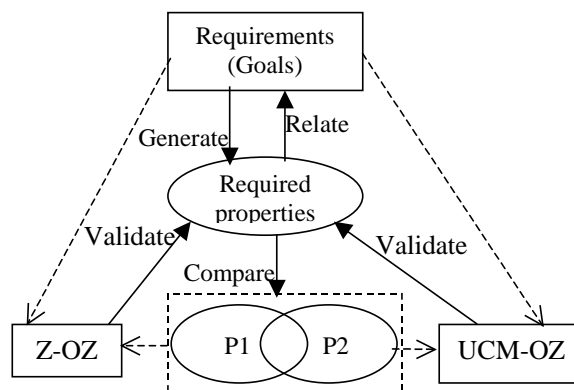 Requirements
(Goals)
Generate
Relate
Required
properties
Validate
Validate
Compare
Z-OZ
P1
P2
UCM-OZ